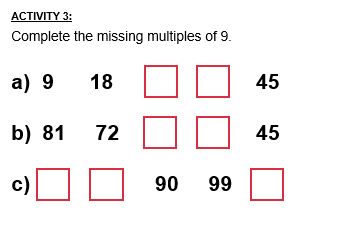 ACTIVITY 3:
Complete the missing multiples of 9.
a) 9 18 45
b) 81 72 45
c) 90 99